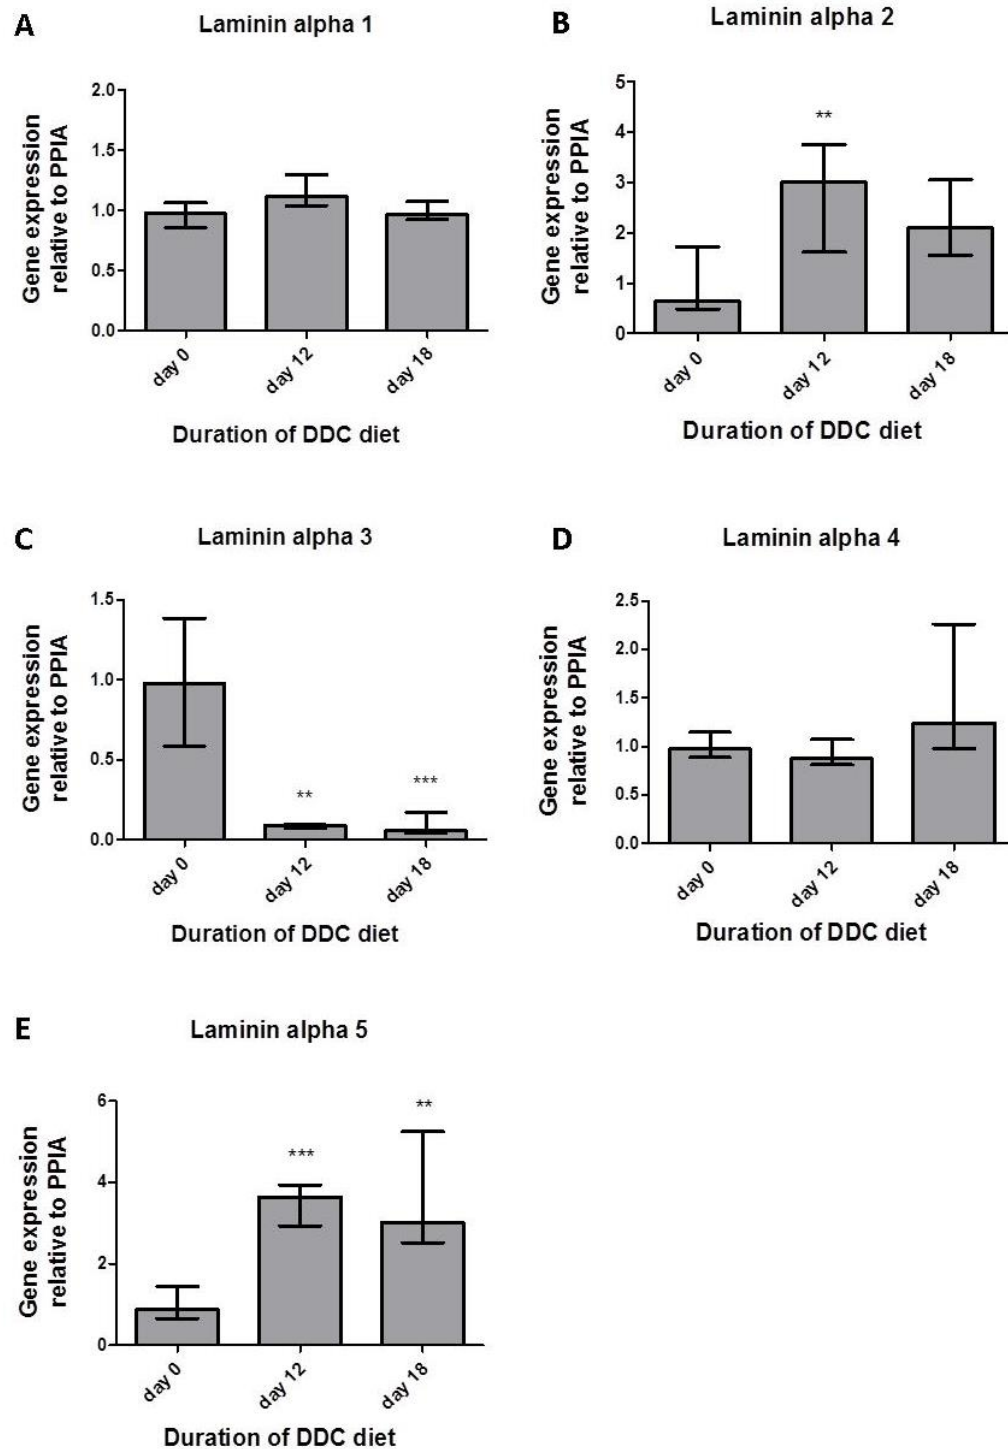 A
Laminin alpha 1
Gene expression
relative to PPIA
2.0
1.5
1.0
0.5
0.0
day 0
day 12
day 18
Duration of DDC diet
B
Laminin alpha 2
Gene expression
relative to PPIA
5
4
3
2
1
0
**
day 0
day 12
day 18
Duration of DDC diet
C
Laminin alpha 3
Gene expression
relative to PPIA
1.5
1.0
0.5
0.0
**
***
day 0
day 12
day 18
Duration of DDC diet
D
Laminin alpha 4
Gene expression
relative to PPIA
2.5
2.0
1.5
1.0
0.5
0.0
day 0
day 12
day 18
Duration of DDC diet
E
Laminin alpha 5
Gene expression
relative to PPIA
6
4
2
0
***
**
day 0
day 12
day 18
Duration of DDC diet